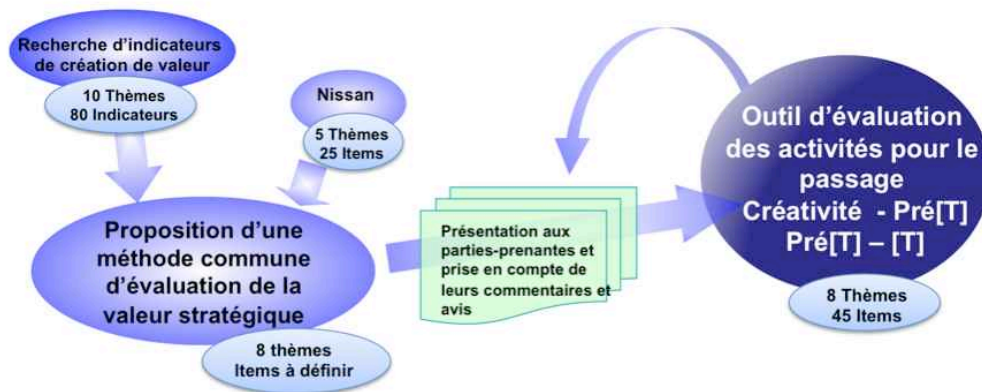 Recherche d'indicateurs
de création de valeur
10 Thèmes
80 Indicateurs
Nissan
5 Thèmes
25 Items
Proposition d'une
méthode commune
d'évaluation de la
valeur stratégique
8 thèmes
Items à définir
Présentation aux
parties-prenantes et
prise en compte de
leurs commentaires et
avis
Outil d'évaluation
des activités pour le
passage
Créativité - Pré[T]
Pré[T] – [T]
8 Thèmes
45 Items